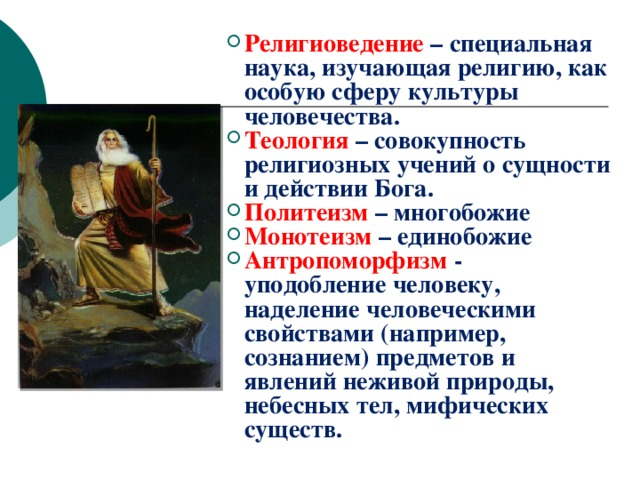 Религиоведение – специальная
наука, изучающая религию, как
особую сферу культуры
человечества.
Теология – совокупность
религиозных учений о сущности
и действии Бога.
Политеизм – многобожие
Монотеизм – единобожие
Антропоморфизм -
уподобление человеку,
наделение человеческими
свойствами (например,
сознанием) предметов и
явлений неживой природы,
небесных тел, мифических
существ.